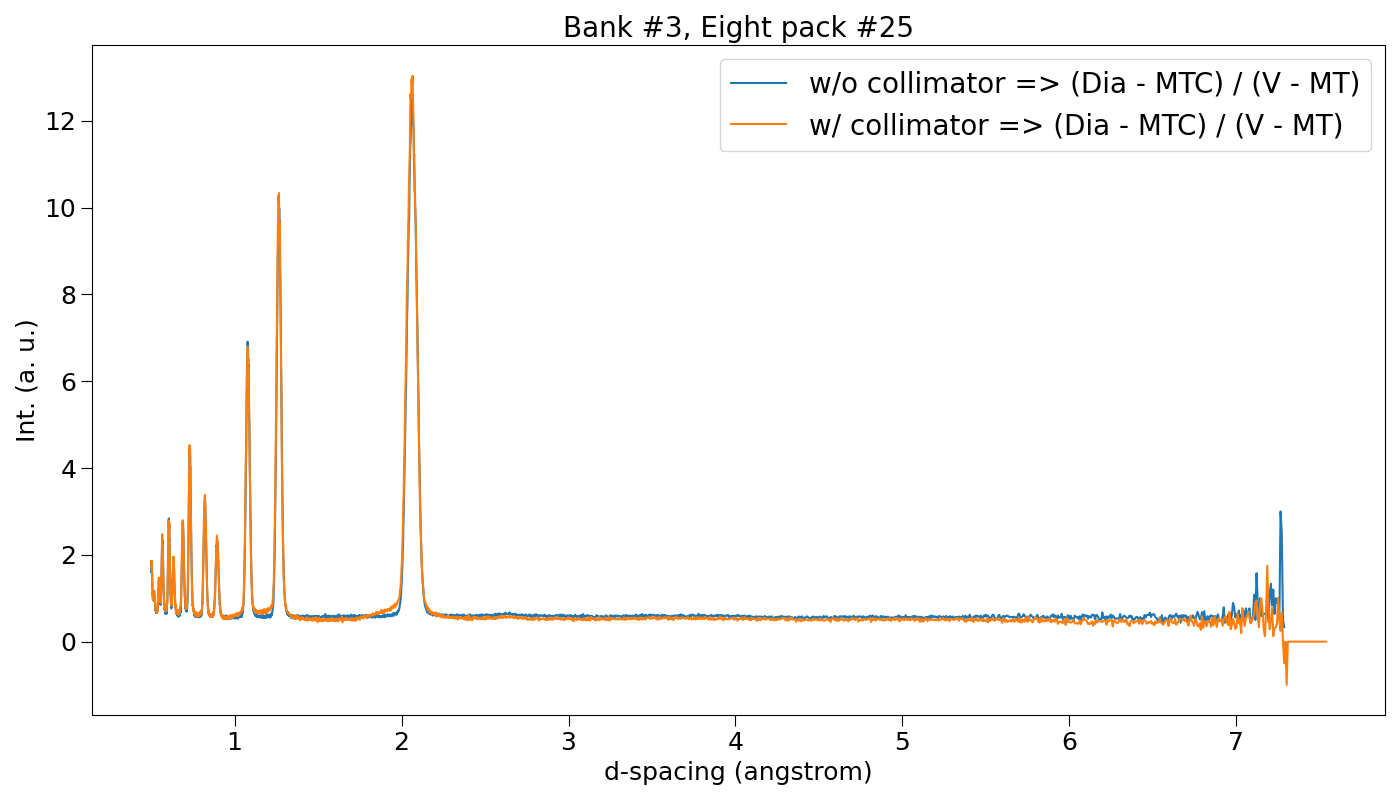 Bank #3, Eight pack #25
w/o collimator => (Dia - MTC) / (V - MT)
w/ collimator => (Dia - MTC) / (V - MT)
12
10
8
6
4
2
0
Int. (a. u.)
1 2 3 4 5 6 7
d-spacing (angstrom)